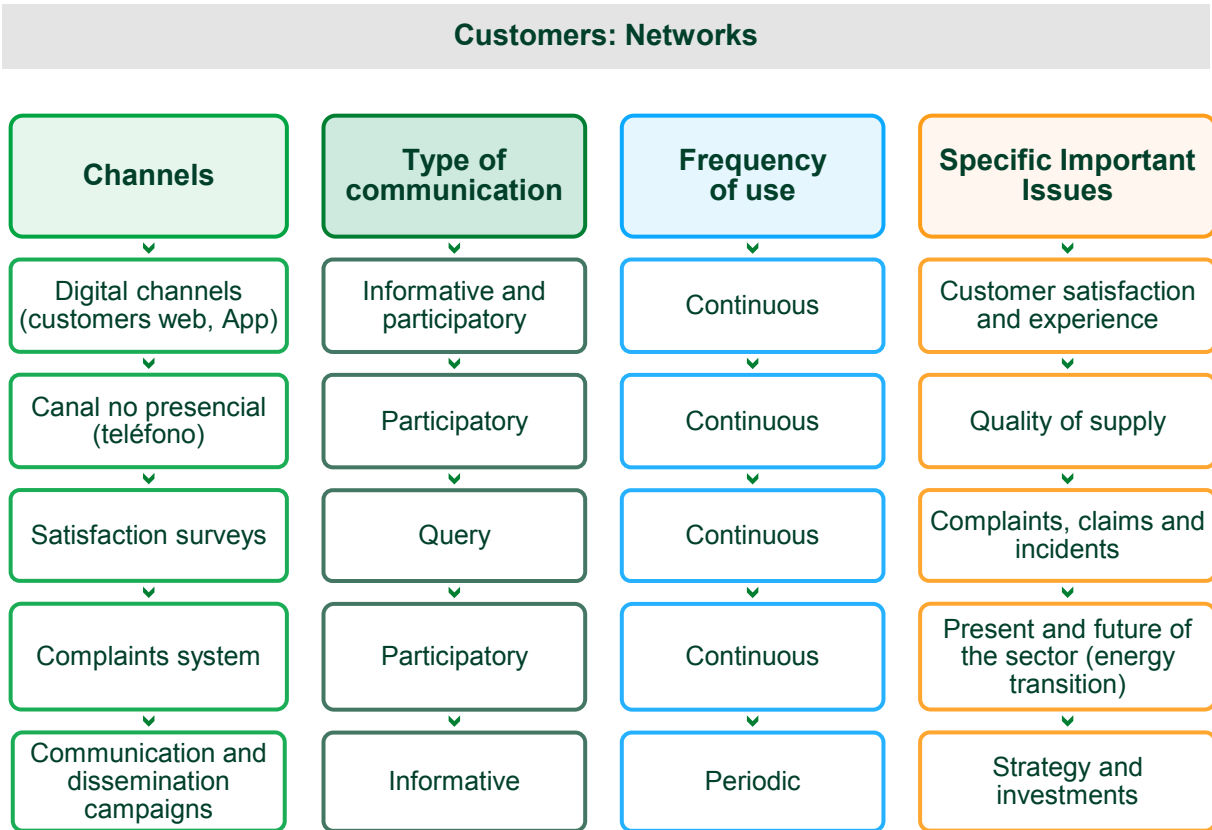 Customers: Networks
Channels
Type of
communication
Frequency
of use
Specific Important
Issues
Digital channels
(customers web, App)
Informative and
participatory
Continuous
Customer satisfaction
and experience
Canal no presencial
(teléfono)
Participatory
Continuous
Quality of supply
Satisfaction surveys
Query
Continuous
Complaints, claims and
incidents
Complaints system
Participatory
Continuous
Present and future of
the sector (energy
transition)
Communication and
dissemination
campaigns
Informative
Periodic
Strategy and
investments